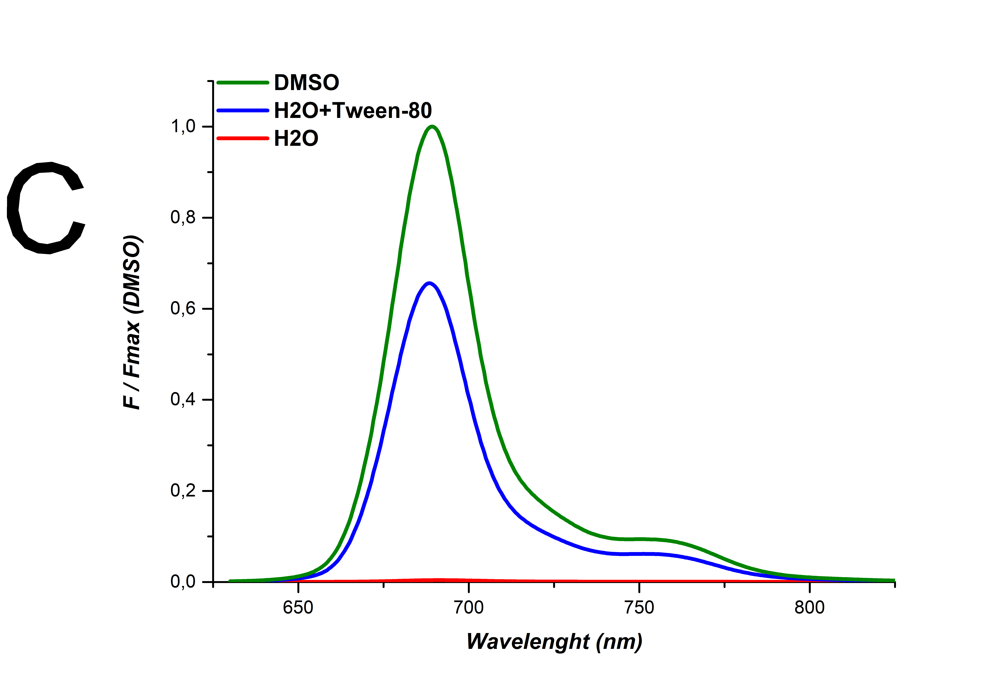 C
DMSO
H2O+Tween-80
H2O
F / Fmax (DMSO)
1,0
0,8
0,6
0,4
0,2
0,0
650 700 750 800
Wavelenght (nm)